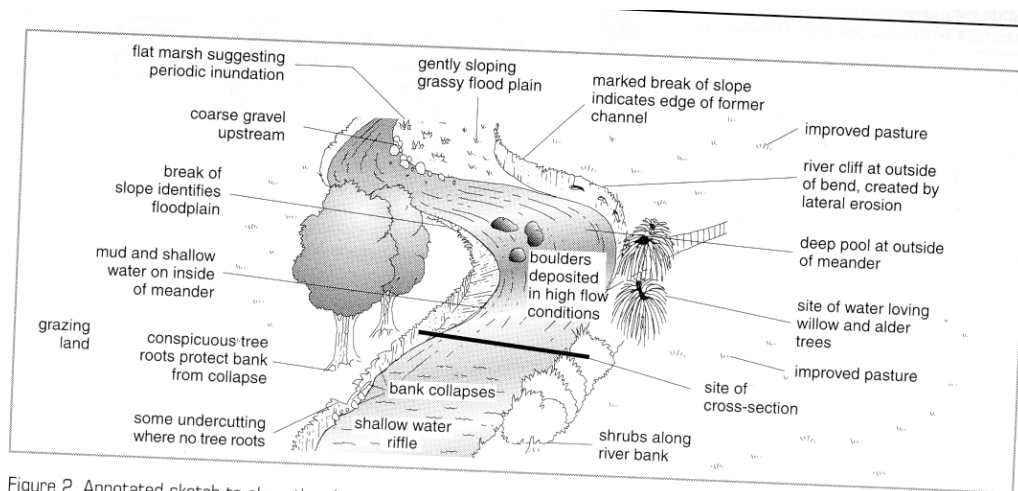 flat marsh suggesting
periodic inundation
gently sloping
grassy flood plain
marked break of slope
indicates edge of former
channel
coarse gravel
upstream
improved pasture
break of
slope identifies
floodplain
river cliff at outside
of bend, created by
lateral erosion
mud and shallow
water on inside
of meander
boulders
deposited
in high flow
conditions
deep pool at outside
of meander
grazing
land
site of water loving
willow and alder
trees
conspicuous tree
roots protect bank
from collapse
improved pasture
bank collapses
site of
cross-section
some undercutting
where no tree roots
shallow water
riffle
shrubs along
river bank
Figure 2 Annotated sketch to show the